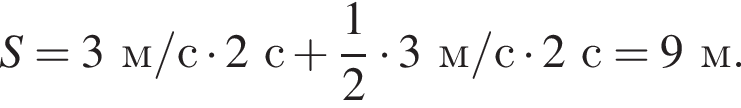 S = 3 м/с · 2 с + 1/2 · 3 м/с · 2 с = 9 м.